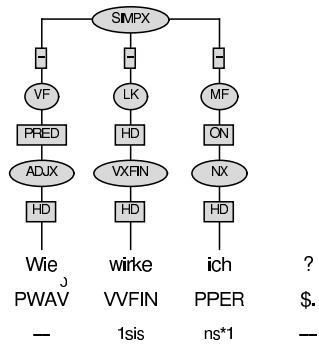 SIMPX
– – –
VF LK MF
PRED HD ON
ADJX VXFIN NX
HD HD HD
Wie wirke ich ?
J
PWAV VVFIN PPER $.
— 1sis ns*1 —